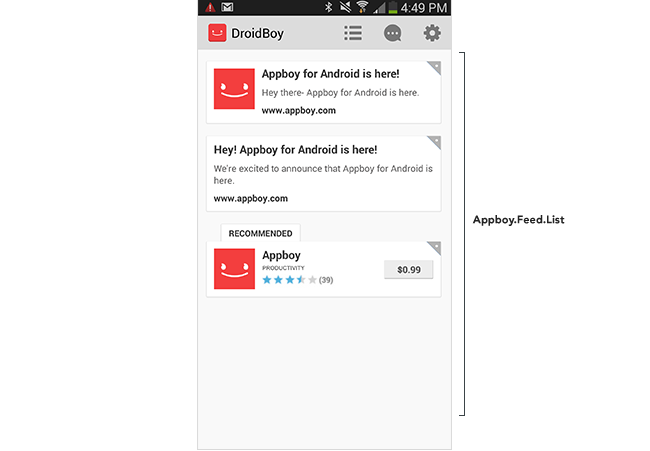 4:49 PM
DroidBoy
Appboy for Android is here!
Hey there- Appboy for Android is here.
www.appboy.com
Hey! Appboy for Android is here!
We're excited to announce that Appboy for Android is
here.
www.appboy.com
RECOMMENDED
Appboy
PRODUCTIVITY
(39)
$0.99
Appboy.Feed.List